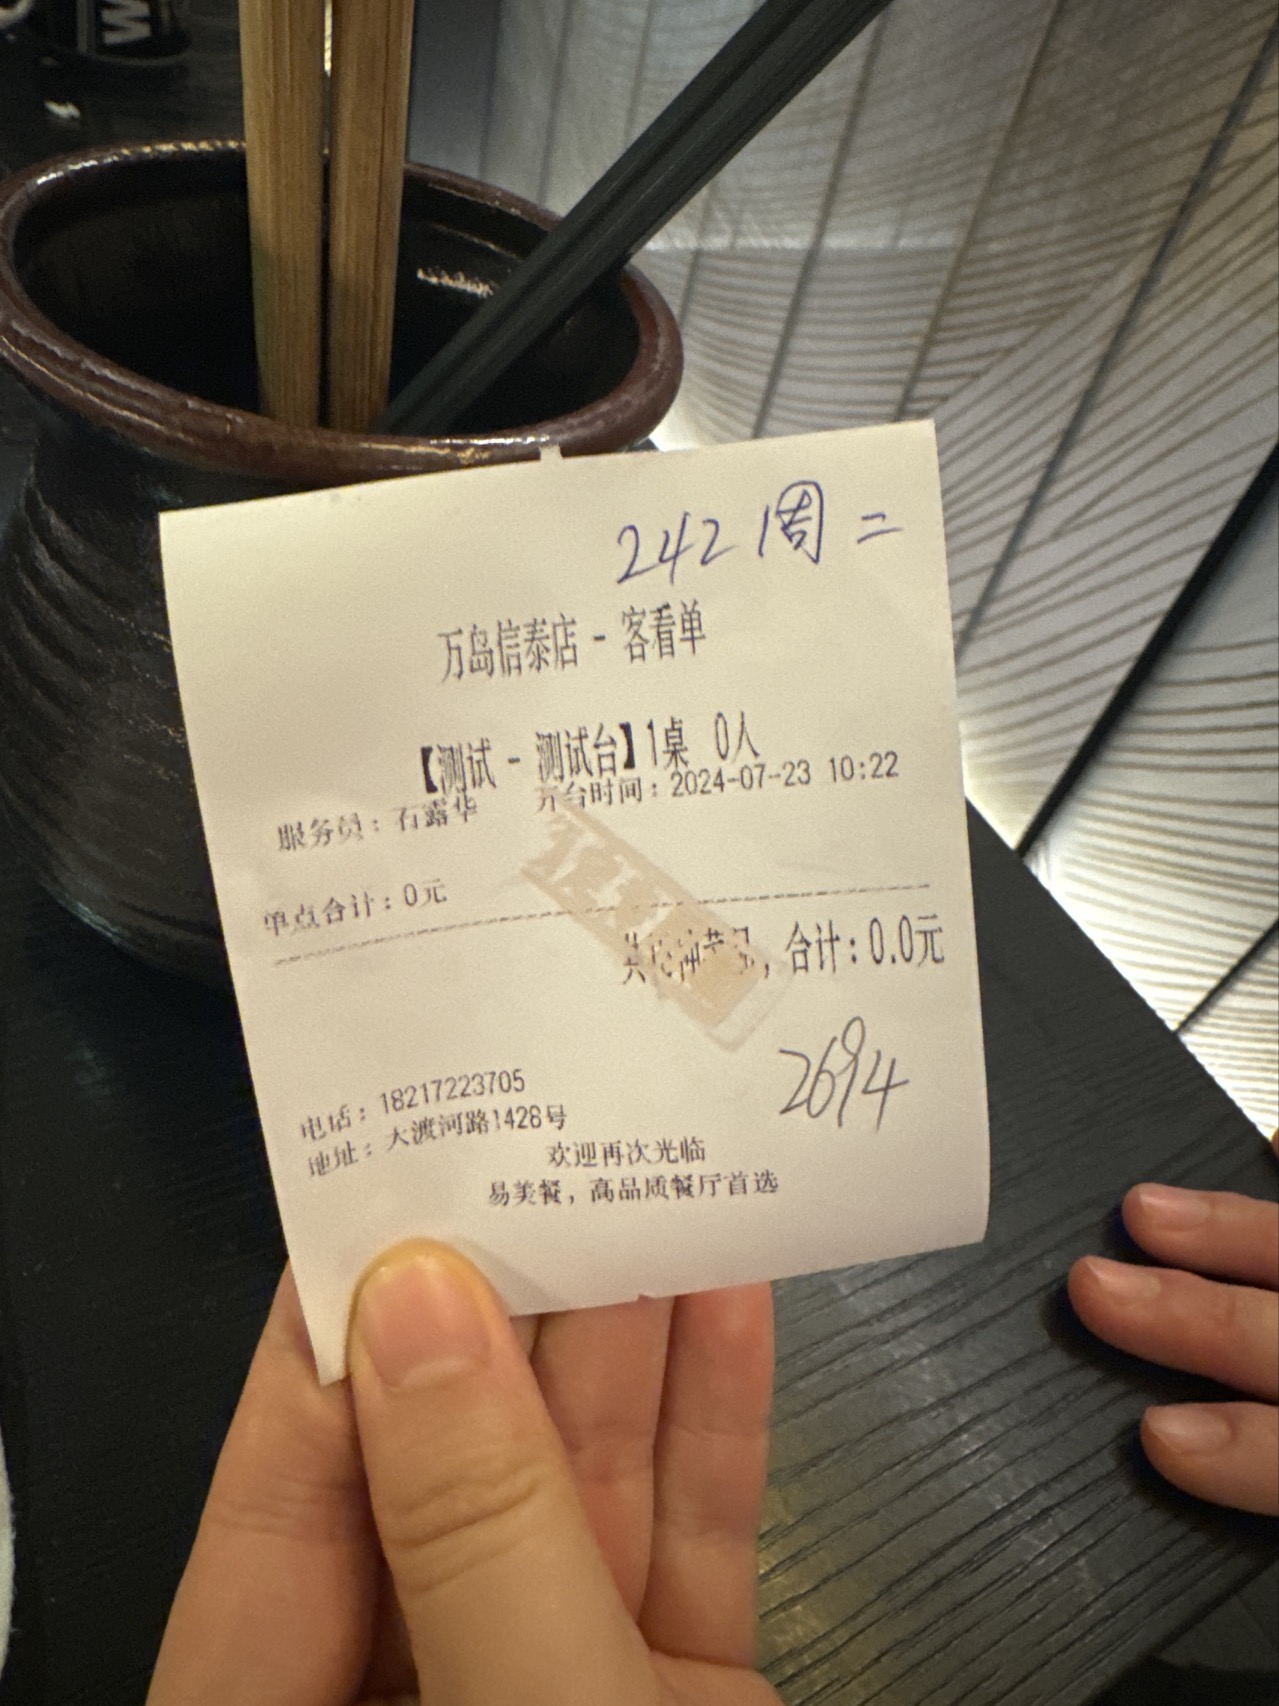 W
242 周二
万岛信泰店 - 客看单
【测试 - 测试台】1桌 0人
服务员：石露华 开台时间：2024-07-23 10:22
单点合计：0元
合计：0.0元
2694
电话：18217223705
地址：大渡河路1428号
欢迎再次光临
易美餐，高品质餐厅首选